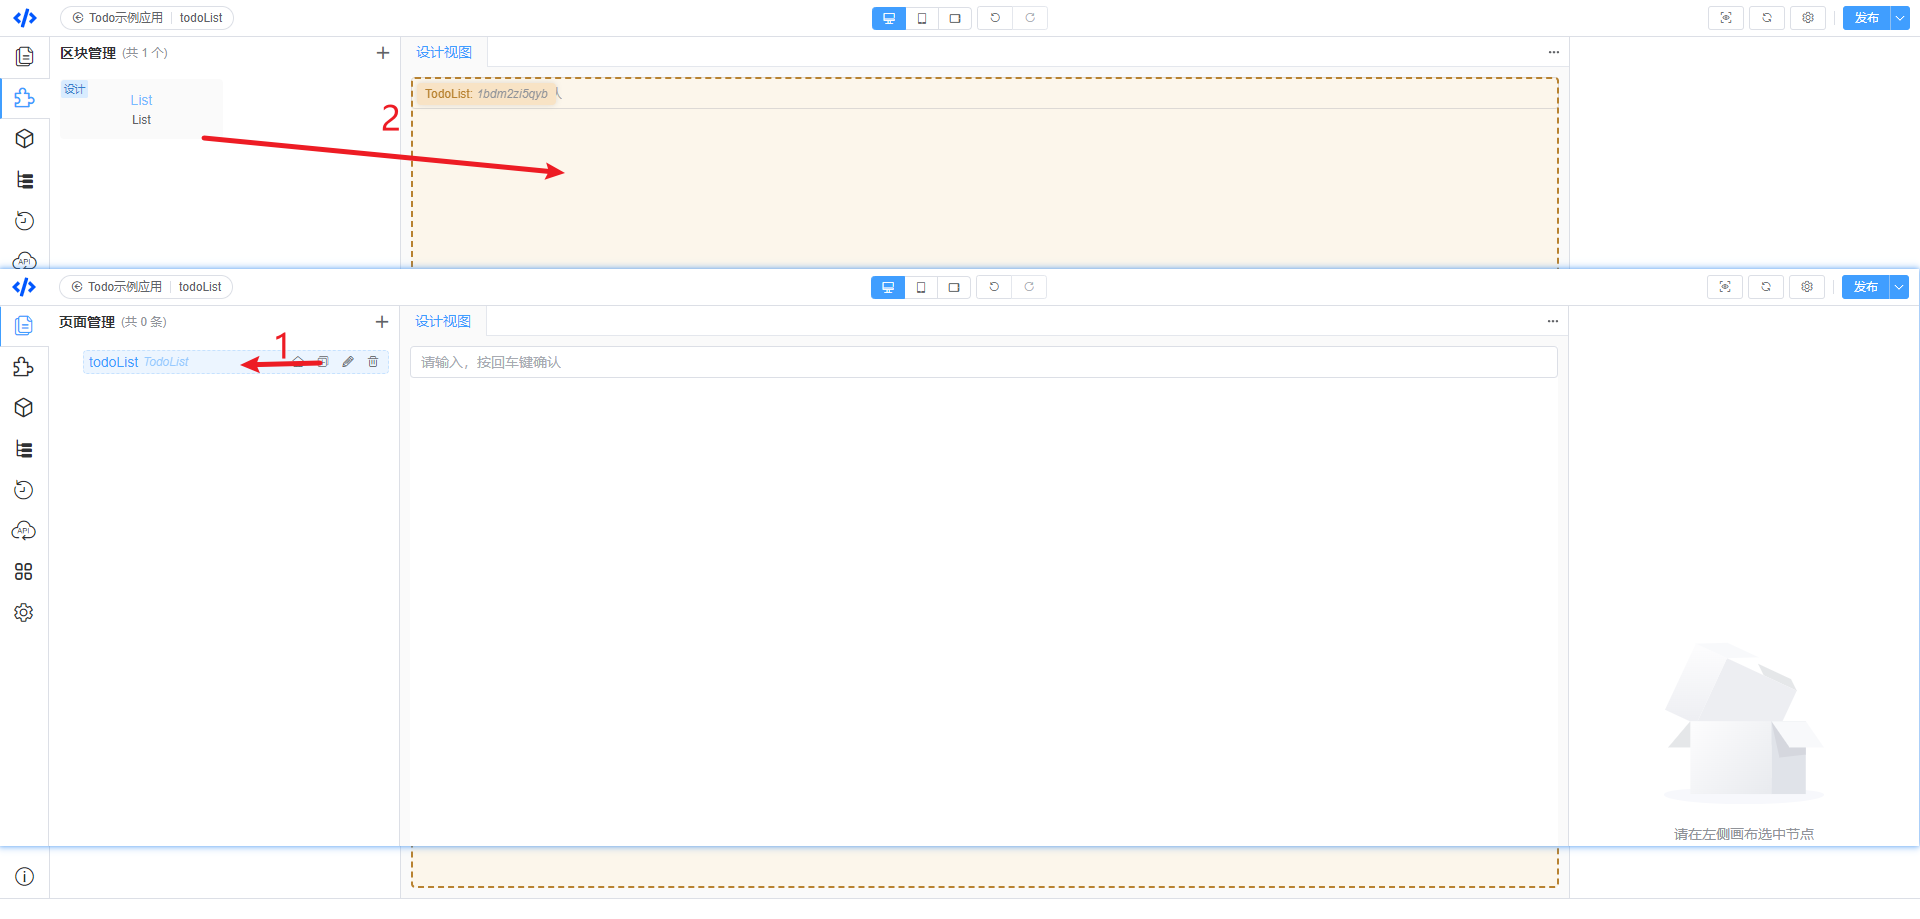 Todo示例应用 todoList
发布
区块管理 (共 1 个)
设计视图
设计
List
List
TodoList: 1bdm2zi5qyb
2
API
Todo示例应用 todoList
发布
页面管理 (共 0 条)
设计视图
1
todoList TodoList
请输入，按回车键确认
API
请在左侧画布选中节点